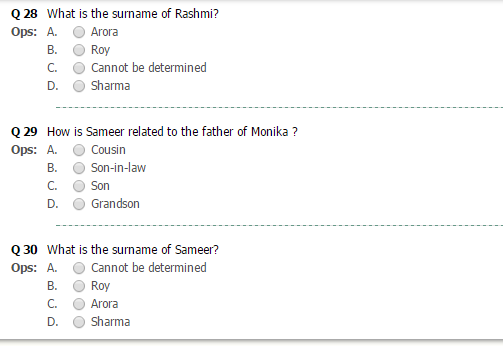 Q 28 What is the surname of Rashmi?
Ops: A. Arora
B. Roy
C. Cannot be determined
D. Sharma
Q 29 How is Sameer related to the father of Monika ?
Ops: A. Cousin
B. Son-in-law
C. Son
D. Grandson
Q 30 What is the surname of Sameer?
Ops: A. Cannot be determined
B. Roy
C. Arora
D. Sharma